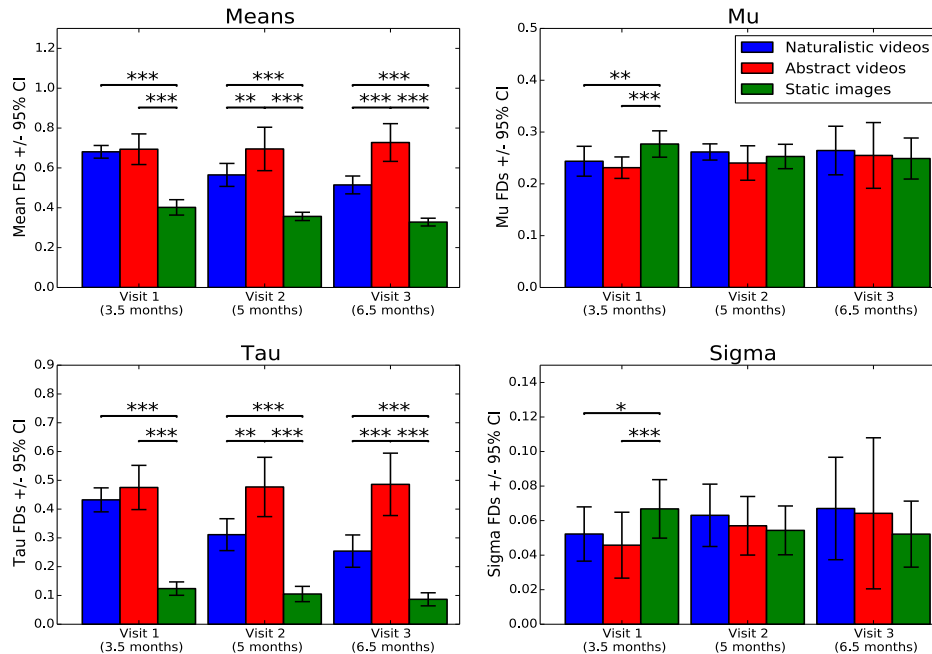 Means
Mean FDs +/- 95% CI
1.2
1.0
0.8
0.6
0.4
0.2
0.0
***
***
***
***
**
***
***
***
***
Visit 1
(3.5 months)
Visit 2
(5 months)
Visit 3
(6.5 months)
Mu
Mu FDs +/- 95% CI
0.5
0.4
0.3
0.2
0.1
0.0
Naturalistic videos
Abstract videos
Static images
**
***
Visit 1
(3.5 months)
Visit 2
(5 months)
Visit 3
(6.5 months)
Tau
Tau FDs +/- 95% CI
0.9
0.8
0.7
0.6
0.5
0.4
0.3
0.2
0.1
0.0
***
***
***
***
**
***
***
***
***
Visit 1
(3.5 months)
Visit 2
(5 months)
Visit 3
(6.5 months)
Sigma
Sigma FDs +/- 95% CI
0.14
0.12
0.10
0.08
0.06
0.04
0.02
0.00
*
***
Visit 1
(3.5 months)
Visit 2
(5 months)
Visit 3
(6.5 months)